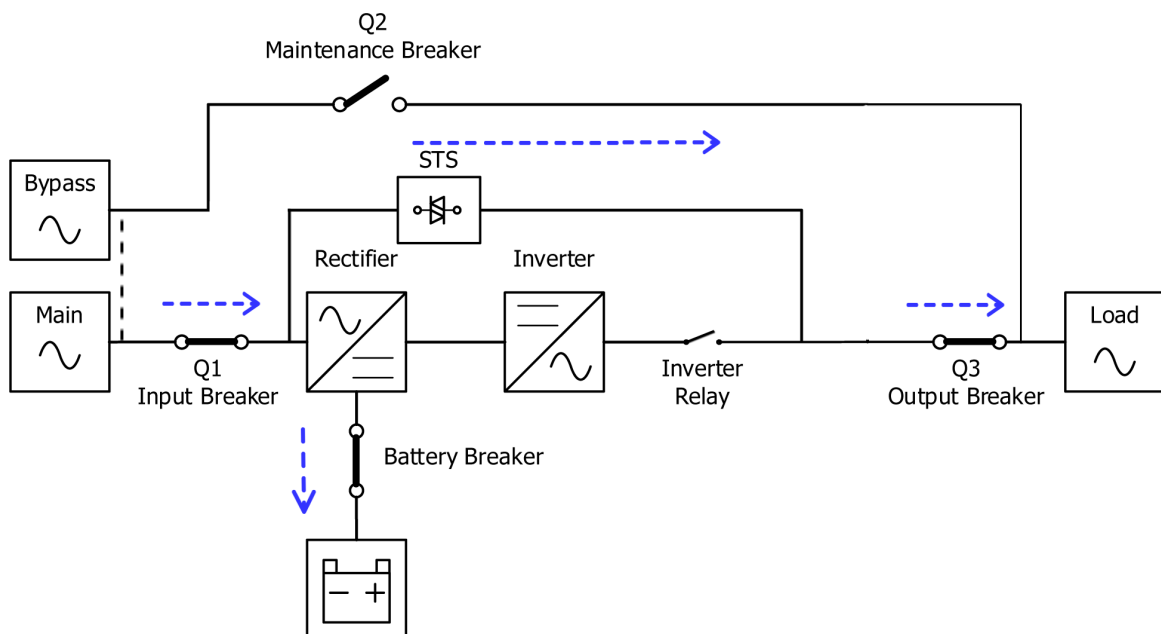 Q2
Maintenance Breaker
STS
Bypass
Rectifier
Inverter
Main
Load
Q1
Input Breaker
Inverter
Relay
Q3
Output Breaker
Battery Breaker